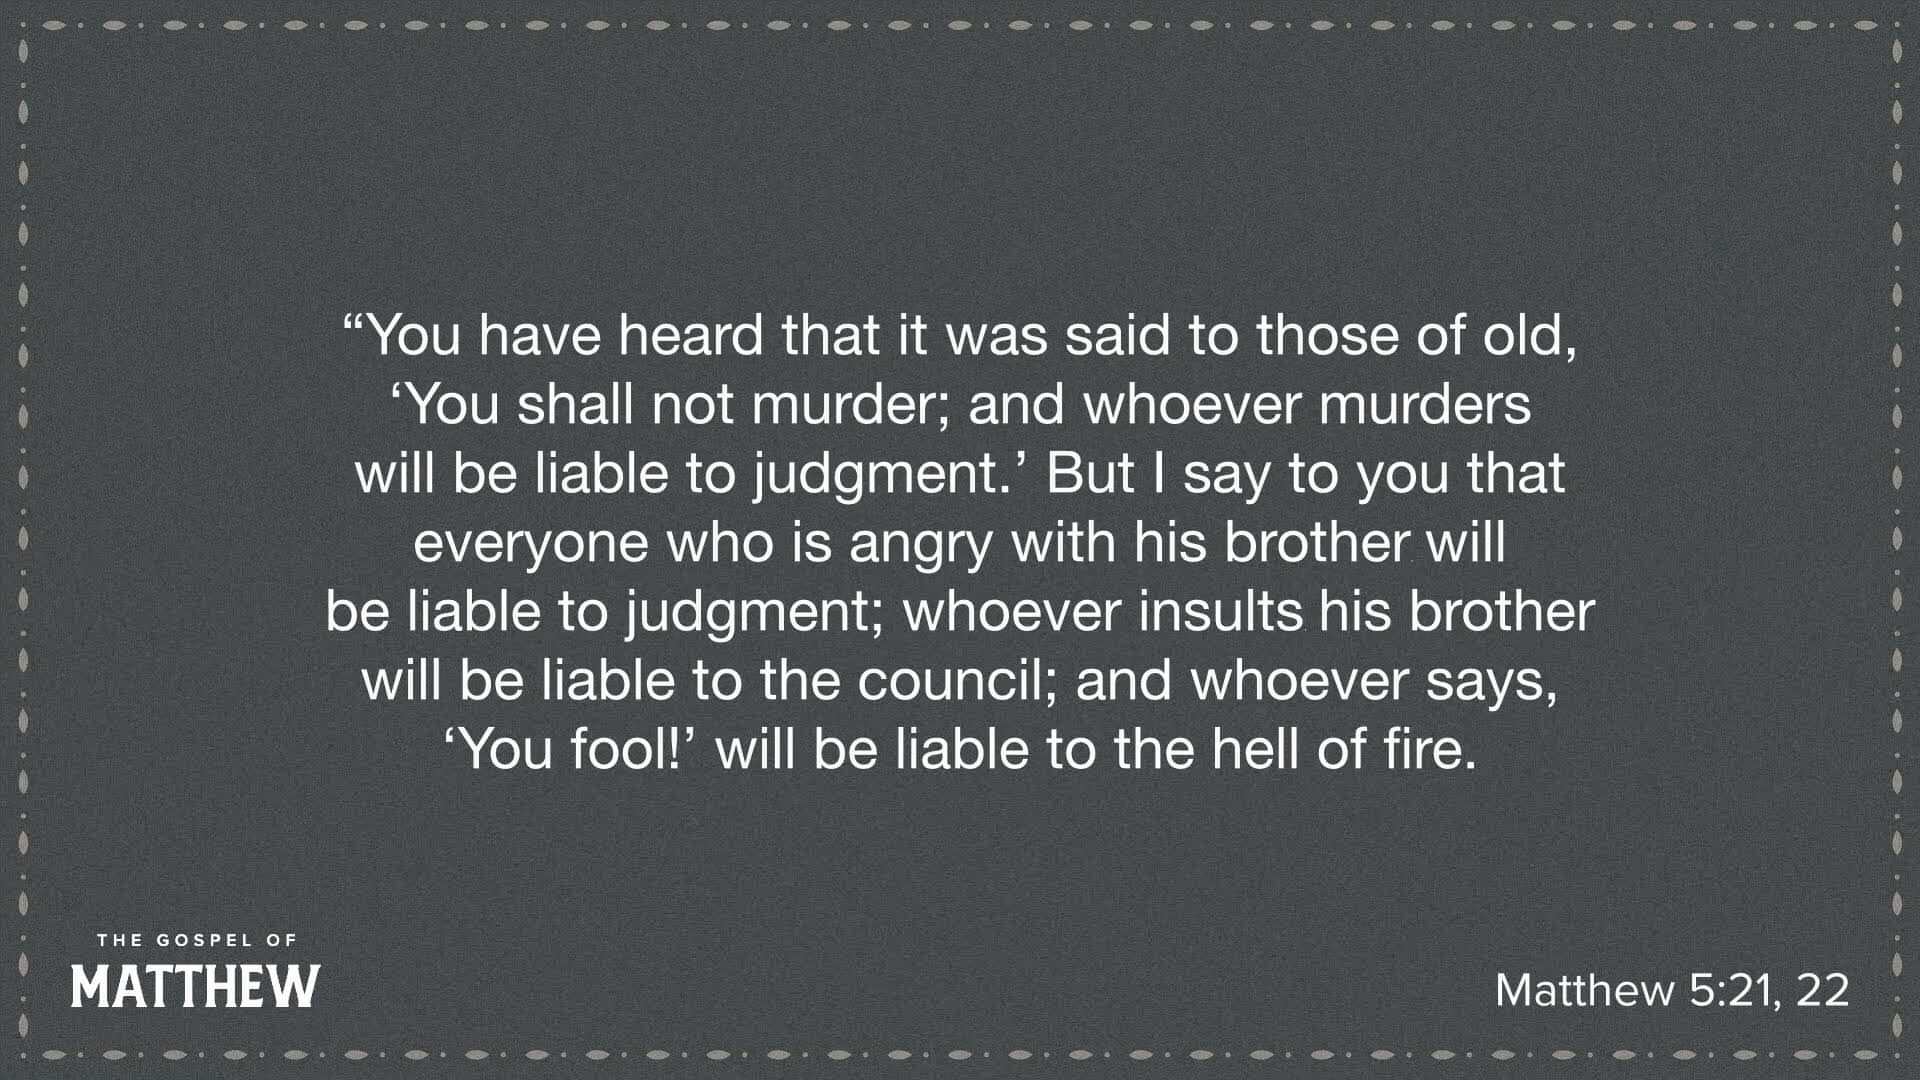 “You have heard that it was said to those of old,
‘You shall not murder; and whoever murders
will be liable to judgment.’ But I say to you that
everyone who is angry with his brother will
be liable to judgment; whoever insults his brother
will be liable to the council; and whoever says,
‘You fool!’ will be liable to the hell of fire.
THE GOSPEL OF
MATTHEW
Matthew 5:21, 22